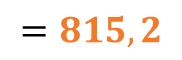 = 815,2